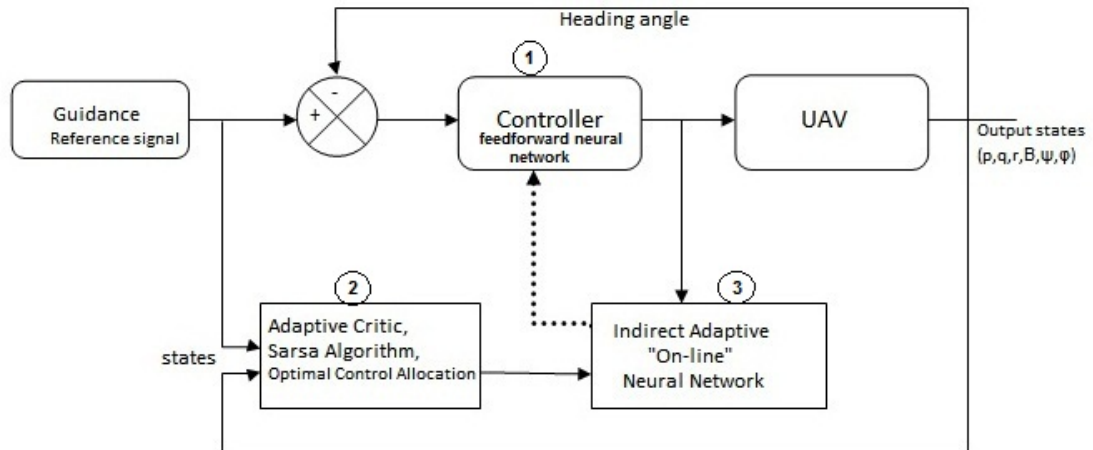 Heading angle
1
Guidance
Reference signal
-
+
Controller
feedforward neural
network
UAV
Output states
(p,q,r,B,ψ,φ)
2
Adaptive Critic,
Sarsa Algorithm,
Optimal Control Allocation
states
3
Indirect Adaptive
"On-line"
Neural Network